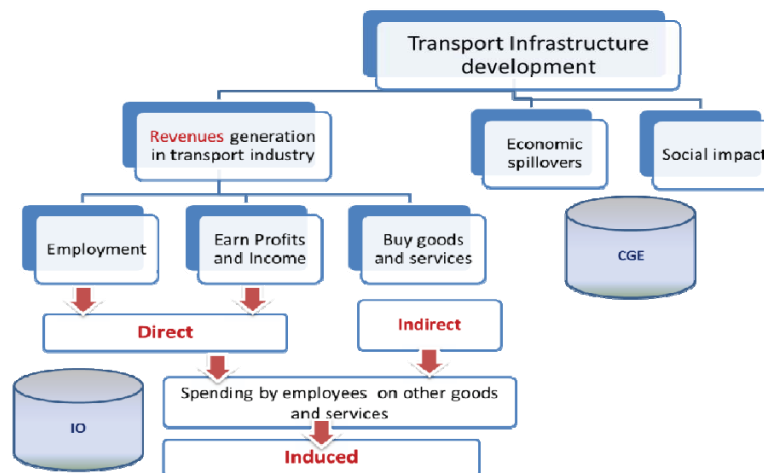 Transport Infrastructure
development
Revenues generation
in transport industry
Economic
spillovers
Social impact
Employment
Earn Profits
and Income
Buy goods
and services
CGE
Direct
Indirect
Spending by employees on other goods
and services
IO
Induced